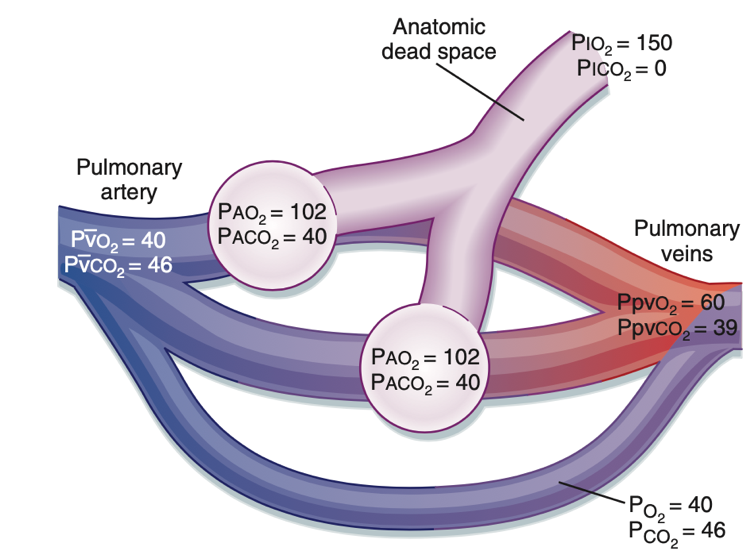 Anatomic
dead space
PIO₂ = 150
PICO₂ = 0
Pulmonary
artery
PAO₂ = 102
PACO₂ = 40
Pv̄O₂ = 40
Pv̄CO₂ = 46
Pulmonary
veins
PpvO₂ = 60
PpvCO₂ = 39
PAO₂ = 102
PACO₂ = 40
PO₂ = 40
PCO₂ = 46